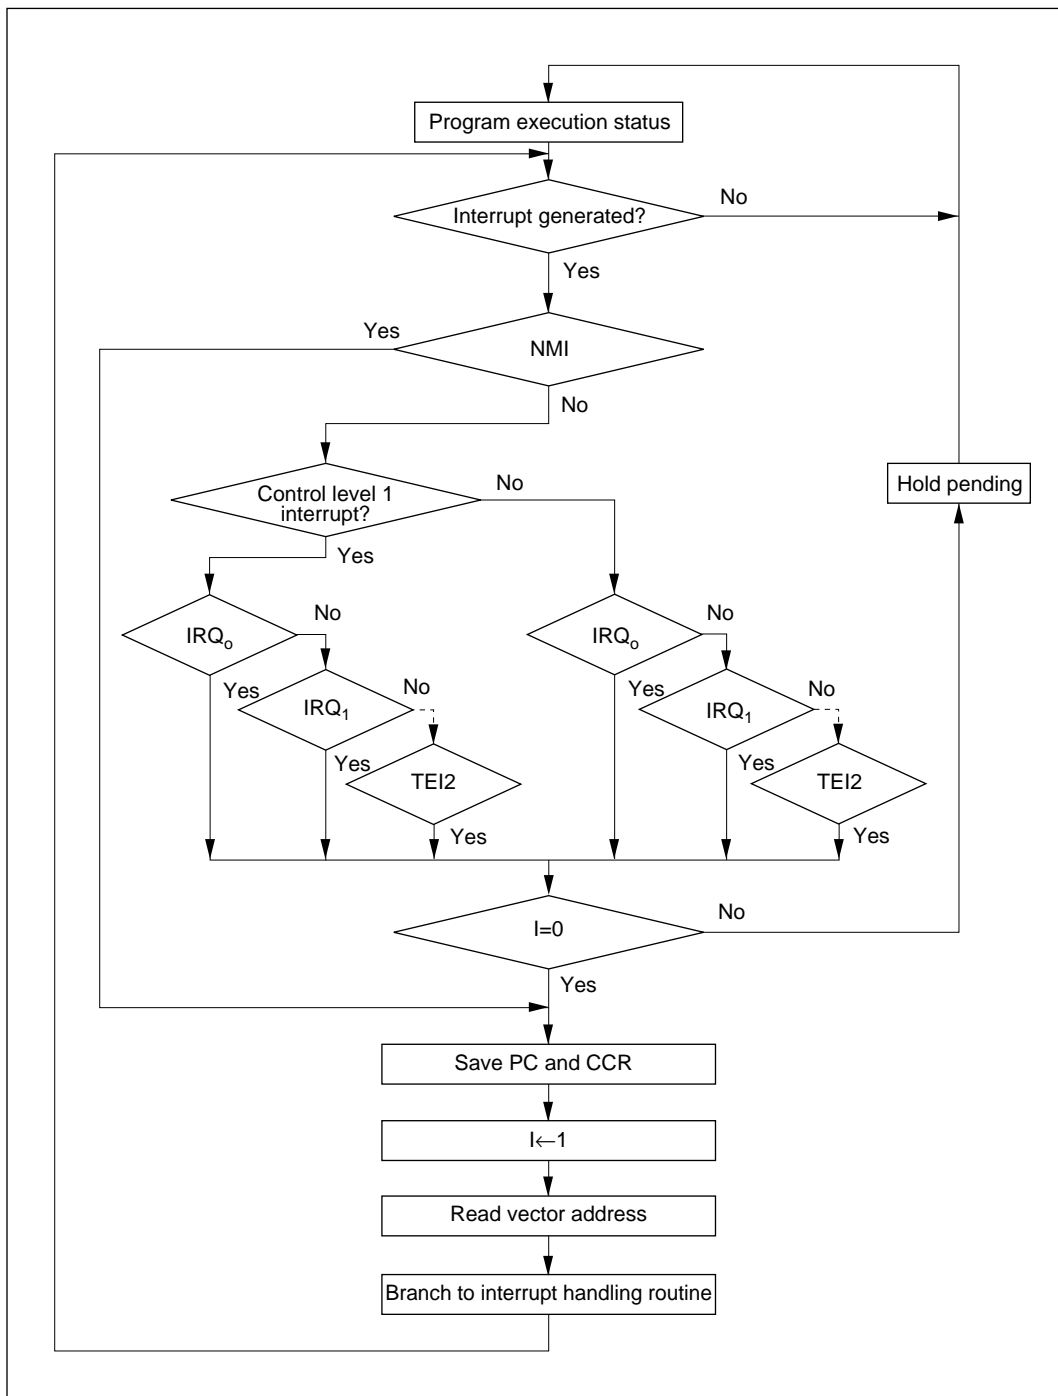 Program execution status
Interrupt generated?
No
Yes
Yes
NMI
No
Control level 1
interrupt?
No
Hold pending
Yes
IRQo
No
IRQo
No
Yes
IRQ1
No
Yes
IRQ1
No
Yes
TEI2
Yes
TEI2
Yes
Yes
I=0
No
Yes
Save PC and CCR
I←1
Read vector address
Branch to interrupt handling routine